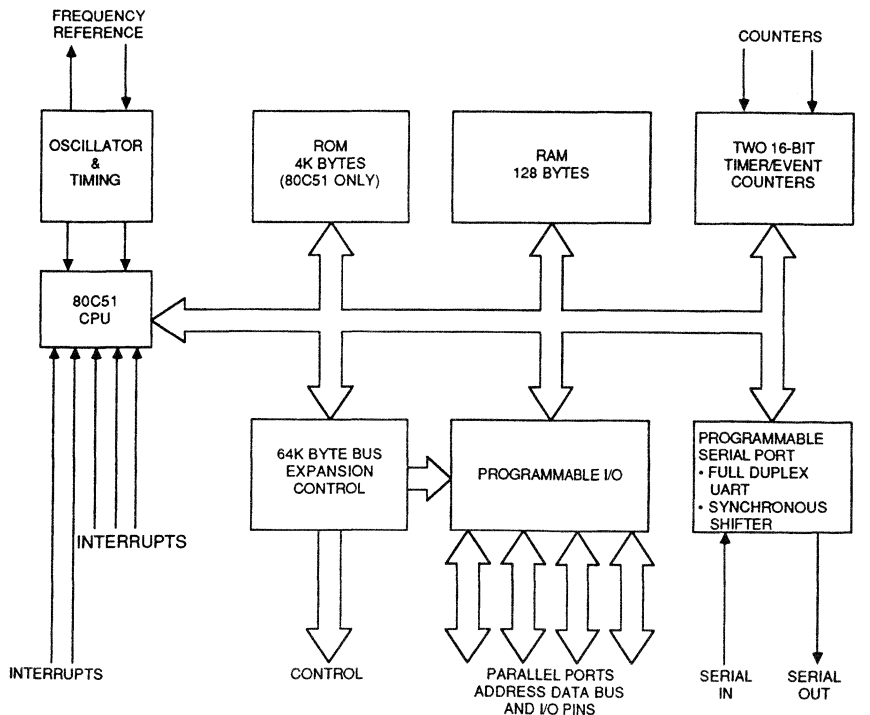 FREQUENCY
REFERENCE
COUNTERS
OSCILLATOR
&
TIMING
ROM
4K BYTES
(80C51 ONLY)
RAM
128 BYTES
TWO 16-BIT
TIMER/EVENT
COUNTERS
80C51
CPU
64K BYTE BUS
EXPANSION
CONTROL
PROGRAMMABLE I/O
PROGRAMMABLE
SERIAL PORT
• FULL DUPLEX
UART
• SYNCHRONOUS
SHIFTER
INTERRUPTS
INTERRUPTS
CONTROL
PARALLEL PORTS
ADDRESS DATA BUS
AND I/O PINS
SERIAL
IN
SERIAL
OUT